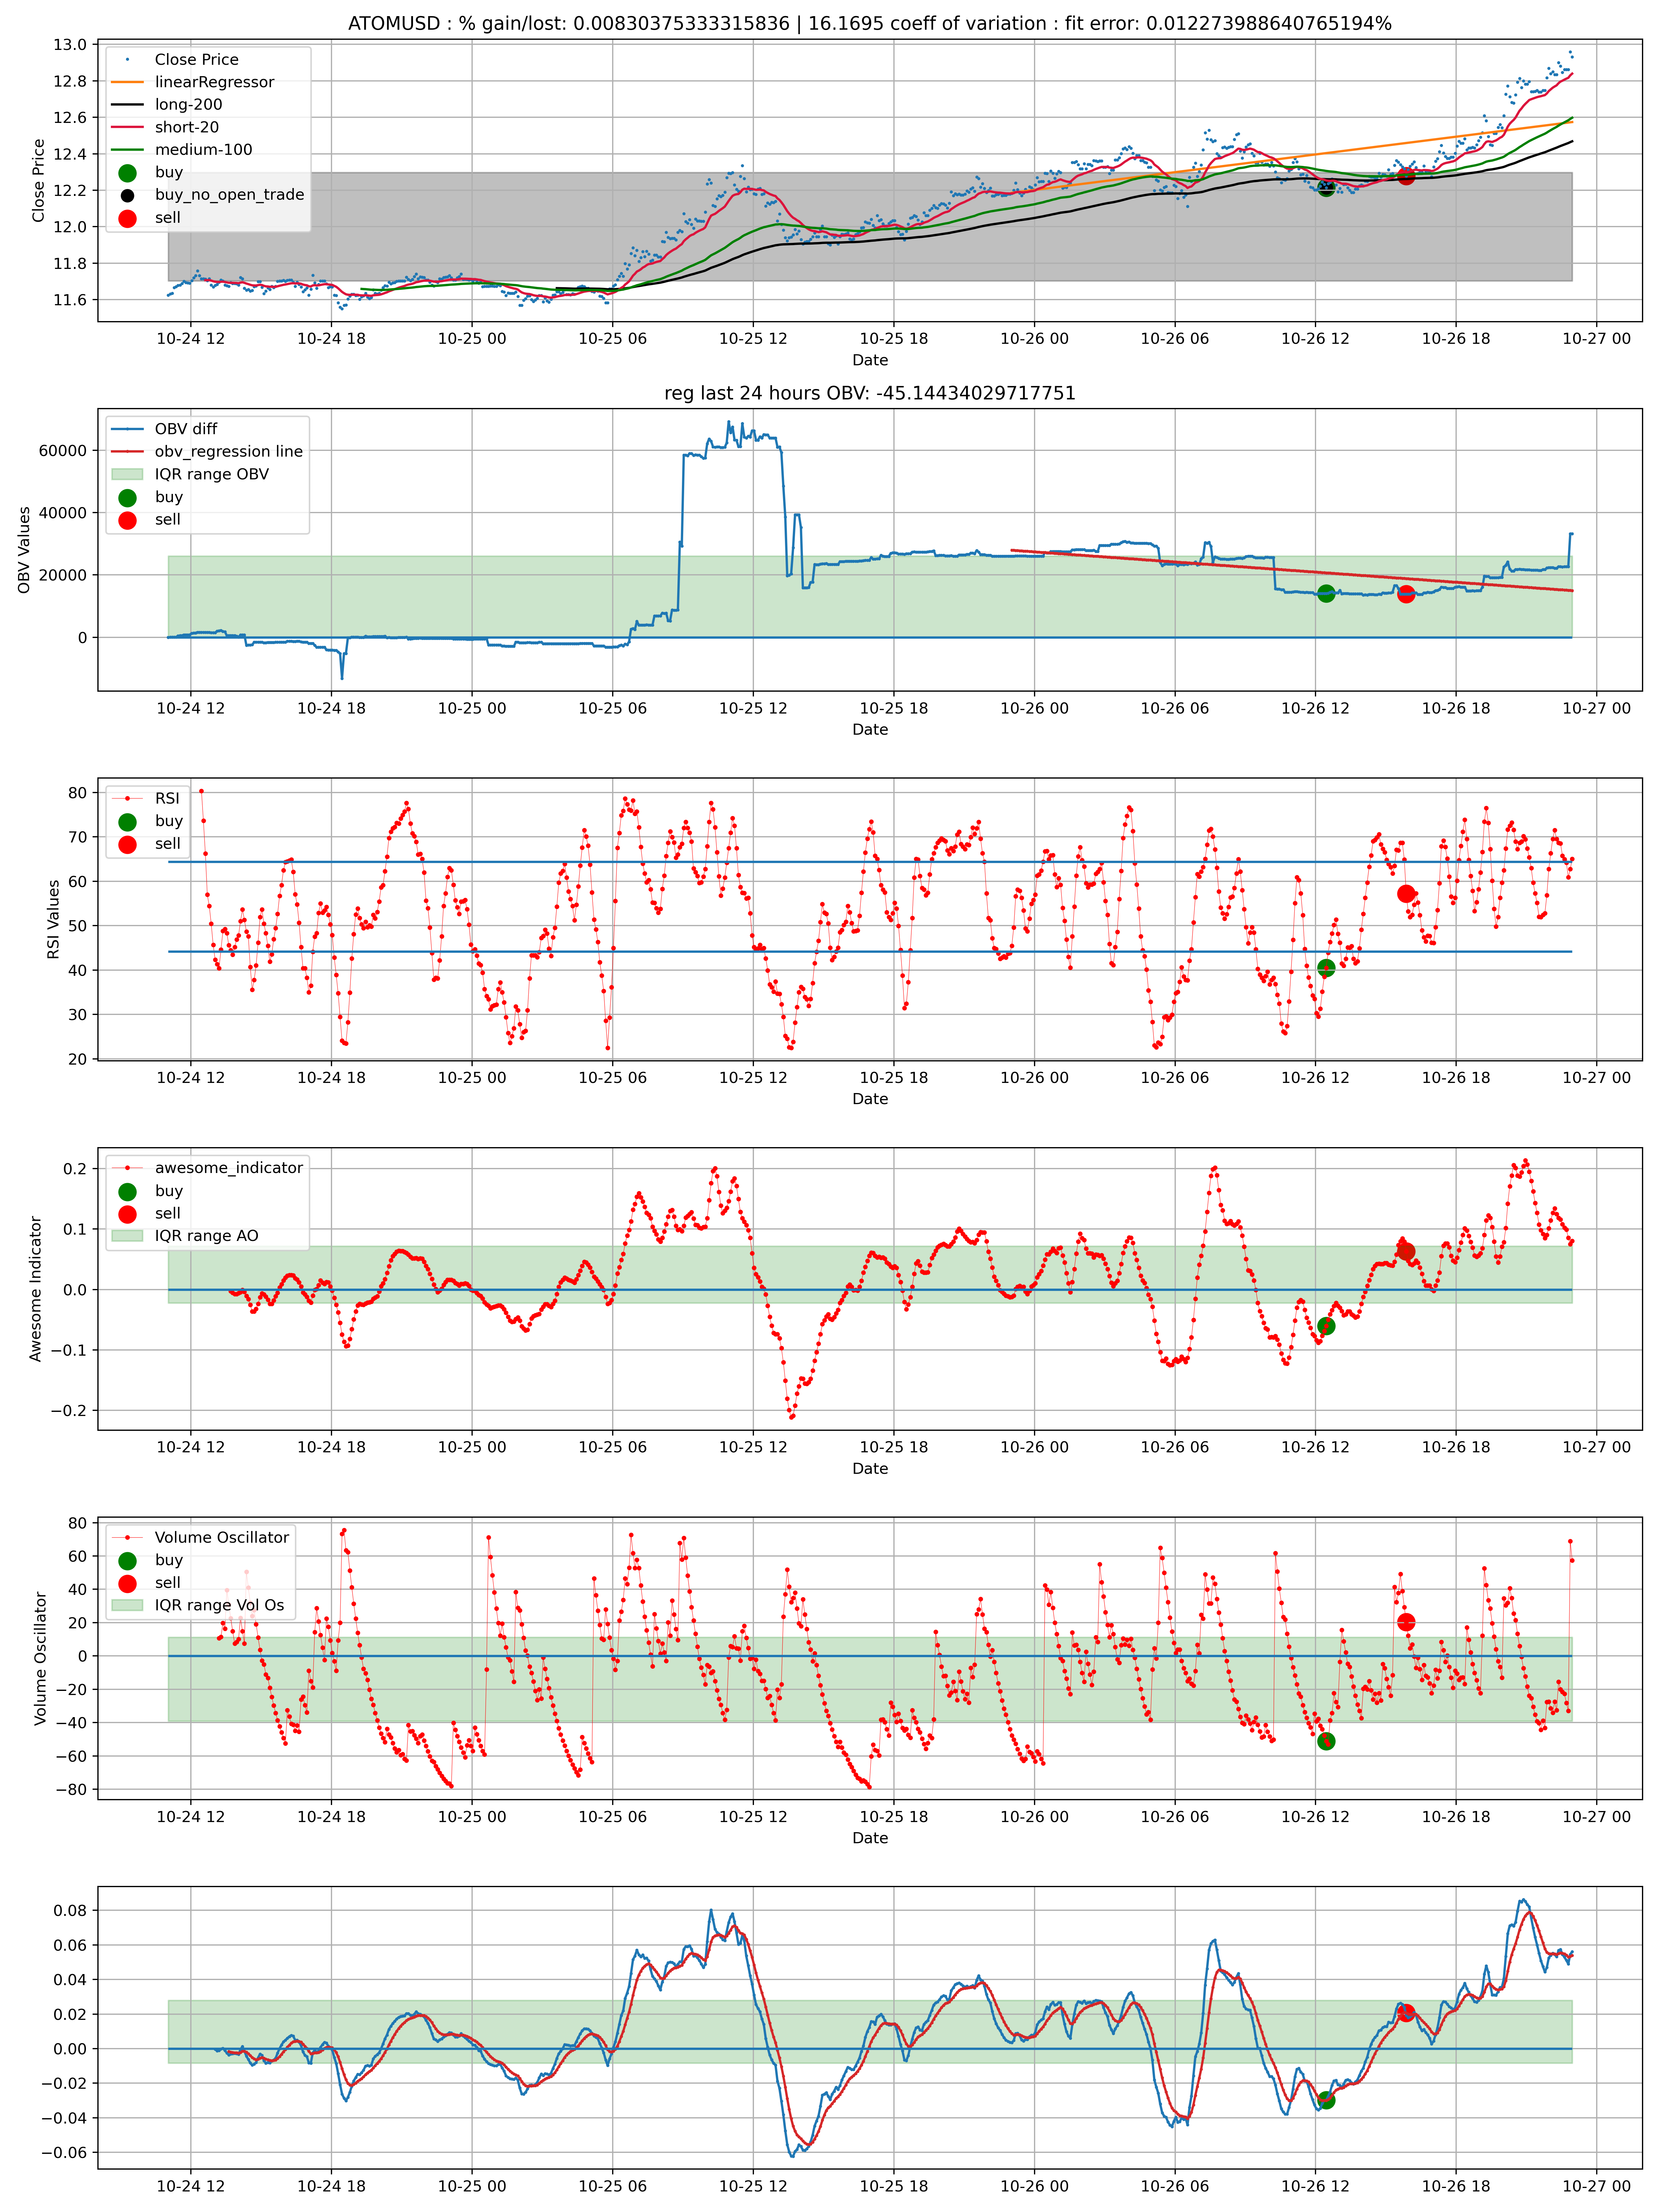 ATOMUSD : % gain/lost: 0.00830375333315836 | 16.1695 coeff of variation : fit error: 0.012273988640765194%
Close Price
13.0
12.8
12.6
12.4
12.2
12.0
11.8
11.6
Close Price
linearRegressor
long-200
short-20
medium-100
buy
buy_no_open_trade
sell
10-24 12 10-24 18 10-25 00 10-25 06 10-25 12 10-25 18 10-26 00 10-26 06 10-26 12 10-26 18 10-27 00
Date
reg last 24 hours OBV: -45.14434029717751
OBV Values
60000
40000
20000
0
OBV diff
obv_regression line
IQR range OBV
buy
sell
10-24 12 10-24 18 10-25 00 10-25 06 10-25 12 10-25 18 10-26 00 10-26 06 10-26 12 10-26 18 10-27 00
Date
RSI Values
80
70
60
50
40
30
20
RSI
buy
sell
10-24 12 10-24 18 10-25 00 10-25 06 10-25 12 10-25 18 10-26 00 10-26 06 10-26 12 10-26 18 10-27 00
Date
Awesome Indicator
0.2
0.1
0.0
−0.1
−0.2
awesome_indicator
buy
sell
IQR range AO
10-24 12 10-24 18 10-25 00 10-25 06 10-25 12 10-25 18 10-26 00 10-26 06 10-26 12 10-26 18 10-27 00
Date
Volume Oscillator
80
60
40
20
0
−20
−40
−60
−80
Volume Oscillator
buy
sell
IQR range Vol Os
10-24 12 10-24 18 10-25 00 10-25 06 10-25 12 10-25 18 10-26 00 10-26 06 10-26 12 10-26 18 10-27 00
Date
0.08
0.06
0.04
0.02
0.00
−0.02
−0.04
−0.06
10-24 12 10-24 18 10-25 00 10-25 06 10-25 12 10-25 18 10-26 00 10-26 06 10-26 12 10-26 18 10-27 00